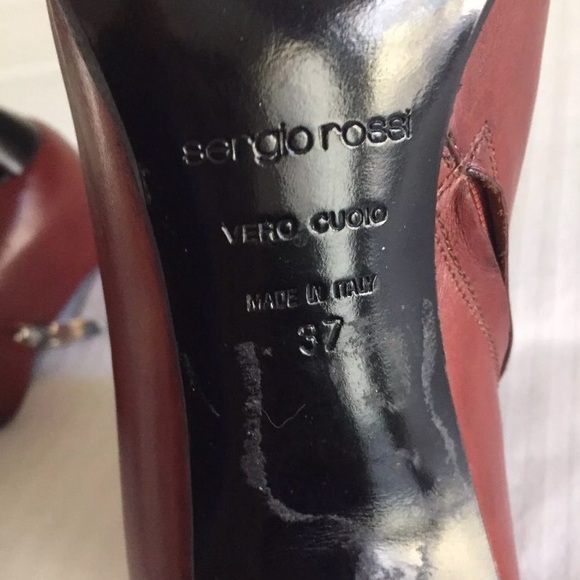 sergio rossi
VERO CUOIO
MADE IN ITALY
37